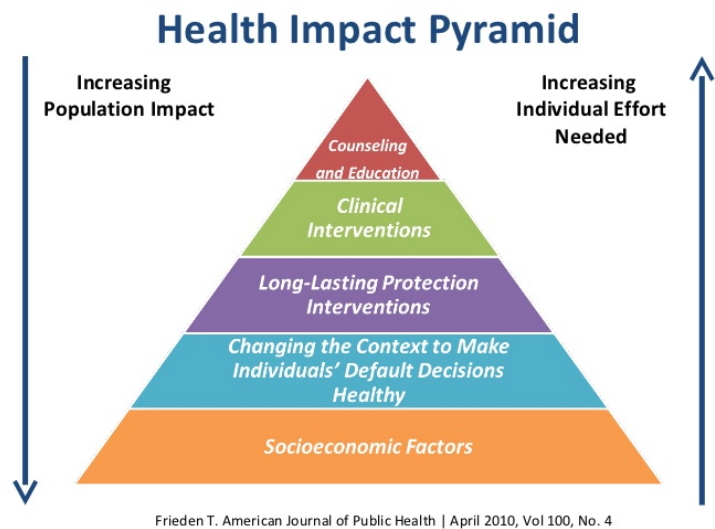 Health Impact Pyramid
Increasing
Population Impact
Increasing
Individual Effort
Needed
Counseling
and Education
Clinical
Interventions
Long-Lasting Protection
Interventions
Changing the Context to Make
Individuals’ Default Decisions
Healthy
Socioeconomic Factors
Frieden T. American Journal of Public Health | April 2010, Vol 100, No. 4